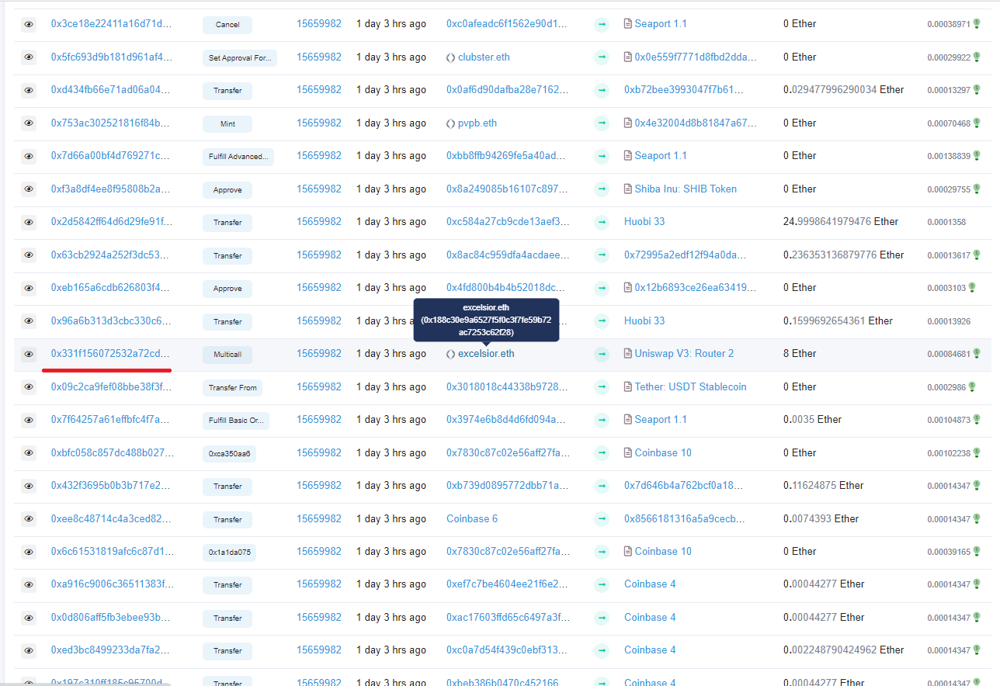 0x3ce18e22411a16d71d... Cancel 15659982 1 day 3 hrs ago 0xc0afeadc6f1562e90d1... Seaport 1.1 0 Ether 0.00038971
0x5fc693d9b181d961af4... Set Approval For... 15659982 1 day 3 hrs ago clubster.eth 0x0e559f7771d8fbd2dda... 0 Ether 0.00029922
0xd434fb66e71ad06a04... Transfer 15659982 1 day 3 hrs ago 0x0af6d90dafba28e7162... 0xb72bee3993047f7b61... 0.029477996290034 Ether 0.00013297
0x753ac302521816f84b... Mint 15659982 1 day 3 hrs ago pvpb.eth 0x4e32004d8b81847a67... 0 Ether 0.00070468
0x7d66a00bf4d769271c... Fulfill Advanced... 15659982 1 day 3 hrs ago 0xbb8ffb94269fe5a40ad... Seaport 1.1 0 Ether 0.00138839
0xf3a8df4ee8f95808b2a... Approve 15659982 1 day 3 hrs ago 0x8a249085b16107c897... Shiba Inu: SHIB Token 0 Ether 0.00029755
0x2d5842ff64d6d29fe91f... Transfer 15659982 1 day 3 hrs ago 0xc584a27cb9cde13aef3... Huobi 33 24.9998641979476 Ether 0.0001358
0x63cb2924a252f3dc53... Transfer 15659982 1 day 3 hrs ago 0x8ac84c959dfa4acdaee... 0x72995a2edf12f94a0da... 0.236353136879776 Ether 0.00013617
0xeb165a6cdb626803f4... Approve 15659982 1 day 3 hrs ago 0x4fd800b4b4b52018dc... 0x12b6893ce26ea63419... 0 Ether 0.0003103
excelsior.eth
(0x188c30e9a6527f5f0c3f7fe59b72
ac7253c62f28)
0x96a6b313d3cbc330c6... Transfer 15659982 1 day 3 hrs a Huobi 33 0.1599692654361 Ether 0.00013926
0x331f156072532a72cd... Multicall 15659982 1 day 3 hrs ago excelsior.eth Uniswap V3: Router 2 8 Ether 0.00084681
0x09c2ca9fef08bbe38f3f... Transfer From 15659982 1 day 3 hrs ago 0x3018018c44338b9728... Tether: USDT Stablecoin 0 Ether 0.0002986
0x7f64257a61effbfc4f7a... Fulfill Basic Or... 15659982 1 day 3 hrs ago 0x3974e6b8d4d6fd094a... Seaport 1.1 0.0035 Ether 0.00104873
0xbfc058c857dc488b027... 0xca350aa6 15659982 1 day 3 hrs ago 0x7830c87c02e56aff27fa... Coinbase 10 0 Ether 0.00102238
0x432f3695b0b3b717e2... Transfer 15659982 1 day 3 hrs ago 0xb739d0895772dbb71a... 0x7d646b4a762bcf0a18... 0.11624875 Ether 0.00014347
0xee8c48714c4a3ced82... Transfer 15659982 1 day 3 hrs ago Coinbase 6 0x8566181316a5a9cecb... 0.0074393 Ether 0.00014347
0x6c61531819afc6c87d1... 0x1a1da075 15659982 1 day 3 hrs ago 0x7830c87c02e56aff27fa... Coinbase 10 0 Ether 0.00039165
0xa916c9006c36511383f... Transfer 15659982 1 day 3 hrs ago 0xef7c7be4604ee21f6e2... Coinbase 4 0.00044277 Ether 0.00014347
0x0d806aff5fb3ebee93b... Transfer 15659982 1 day 3 hrs ago 0xac17603ffd65c6497a3f... Coinbase 4 0.00044277 Ether 0.00014347
0xed3bc8499233da7fa2... Transfer 15659982 1 day 3 hrs ago 0xc0a7d54f439c0ebf313... Coinbase 4 0.002248790424962 Ether 0.00014347
0x197c310ff185c95700d... Transfer 15659982 1 day 3 hrs ago 0xbeb386b0470c452166... Coinbase 4 0.00044277 Ether 0.00014347